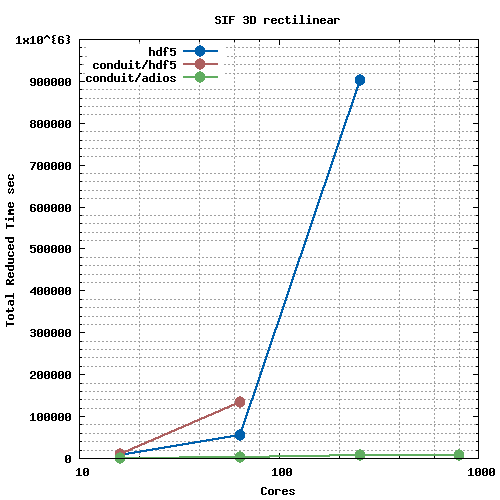 SIF 3D rectilinear
1x10^{6}
hdf5
conduit/hdf5
conduit/adios
900000
800000
700000
600000
500000
400000
300000
200000
100000
0
10
100
1000
Total Reduced Time sec
Cores